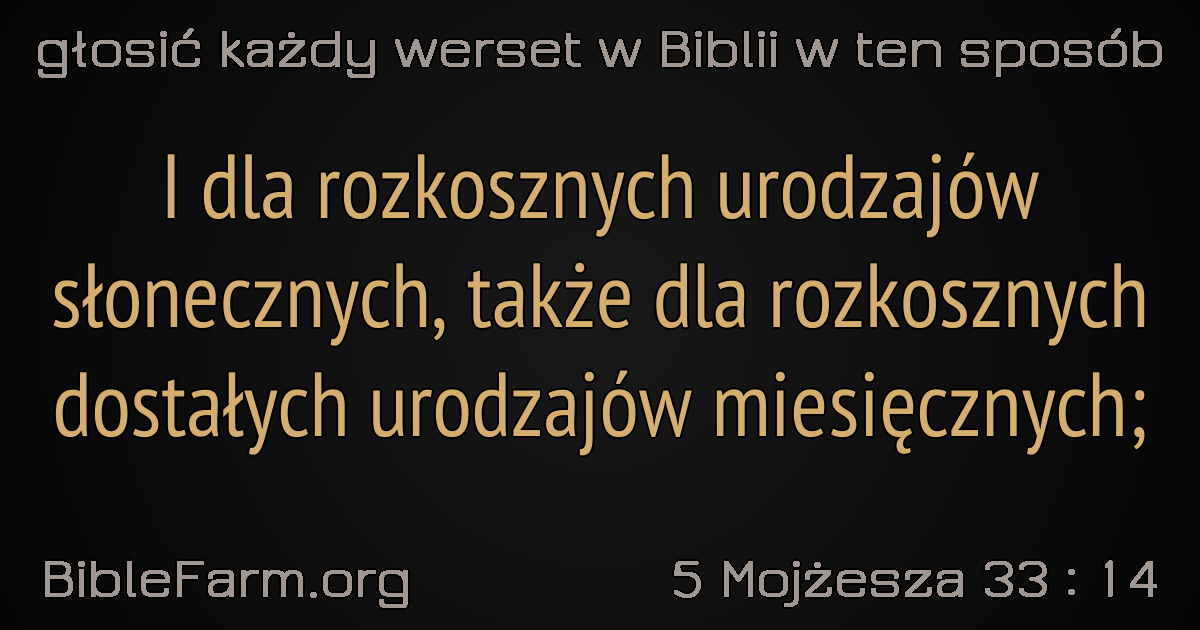 głosić każdy werset w Biblii w ten sposób
I dla rozkosznych urodzajów
słonecznych, także dla rozkosznych
dostałych urodzajów miesięcznych;
BibleFarm.org
5 Mojżesza 33 : 14